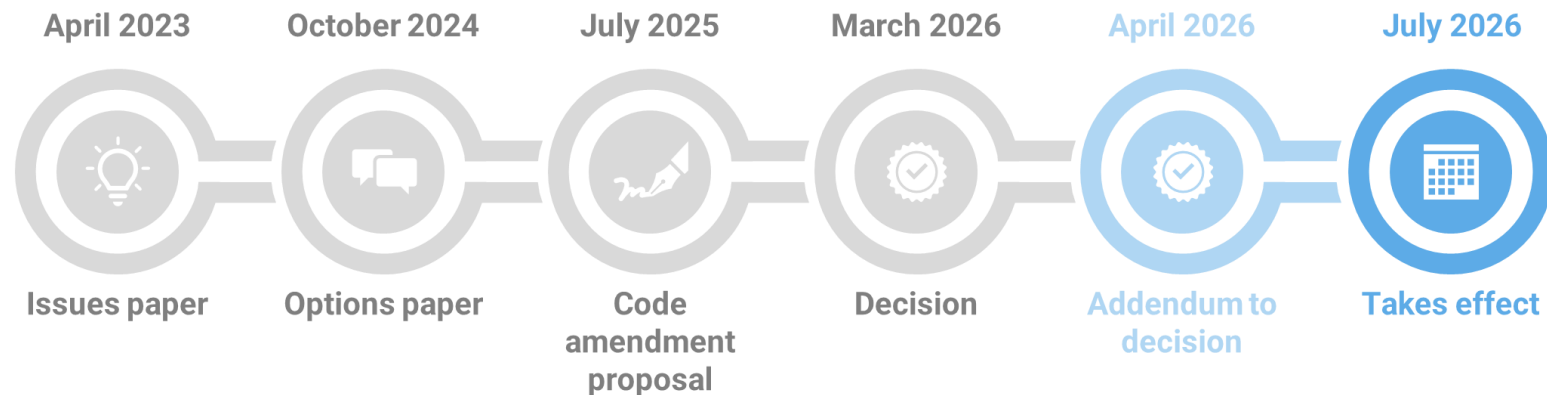 April 2023
October 2024
July 2025
March 2026
April 2026
July 2026
Issues paper
Options paper
Code
amendment
proposal
Decision
Addendum to
decision
Takes effect